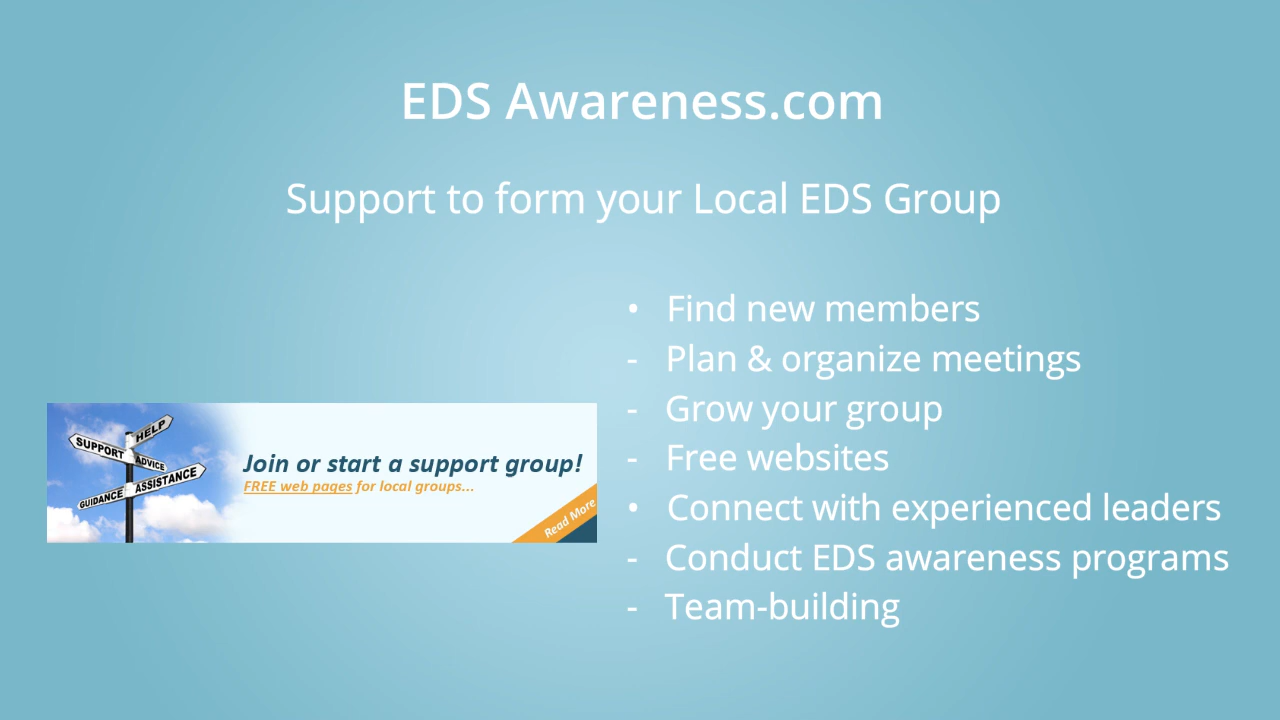 EDS Awareness.com
Support to form your Local EDS Group
• Find new members
- Plan & organize meetings
- Grow your group
- Free websites
• Connect with experienced leaders
- Conduct EDS awareness programs
- Team-building
HELP
SUPPORT
ADVICE
ASSISTANCE
GUIDANCE
Join or start a support group!
FREE web pages for local groups...
Read More